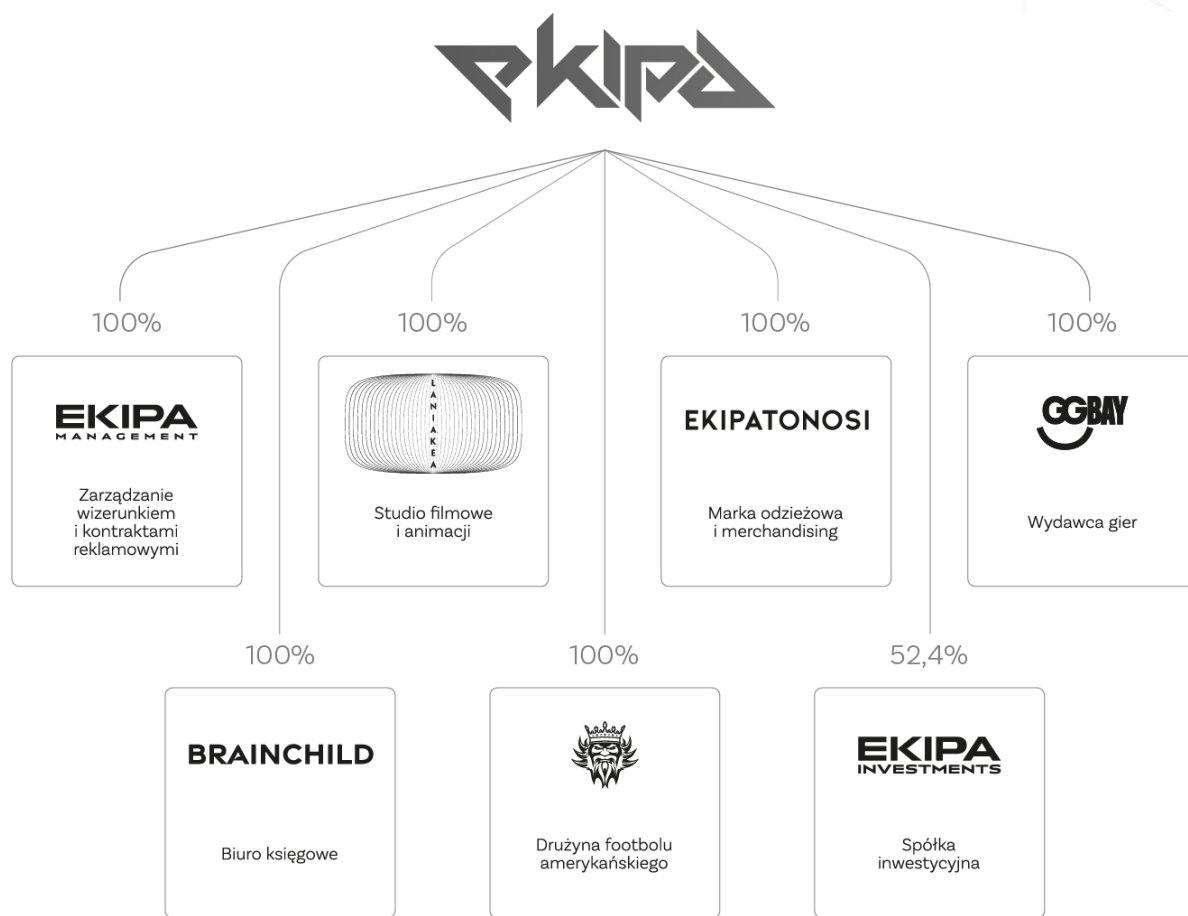 ekipa
100%
100%
100%
100%
EKIPA
MANAGEMENT
Zarządzanie
wizerunkiem
i kontraktami
reklamowymi
LANIAKEA
Studio filmowe
i animacji
EKIPATONOSI
Marka odzieżowa
i merchandising
GGBAY
Wydawca gier
100%
100%
52,4%
BRAINCHILD
Biuro księgowe
Drużyna footbolu
amerykańskiego
EKIPA
INVESTMENTS
Spółka
inwestycyjna